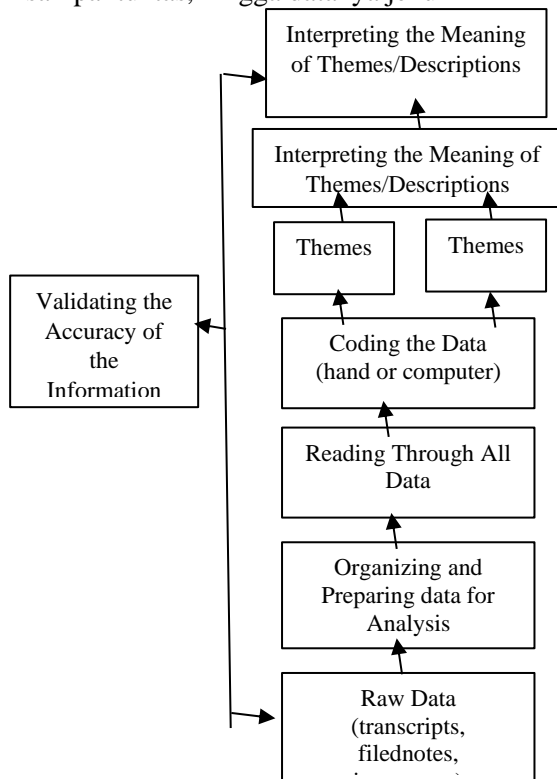 Interpreting the Meaning
of Themes/Descriptions
Interpreting the Meaning of
Themes/Descriptions
Themes
Themes
Validating the
Accuracy of
the
Information
Coding the Data
(hand or computer)
Reading Through All
Data
Organizing and
Preparing data for
Analysis
Raw Data
(transcripts,
filednotes,